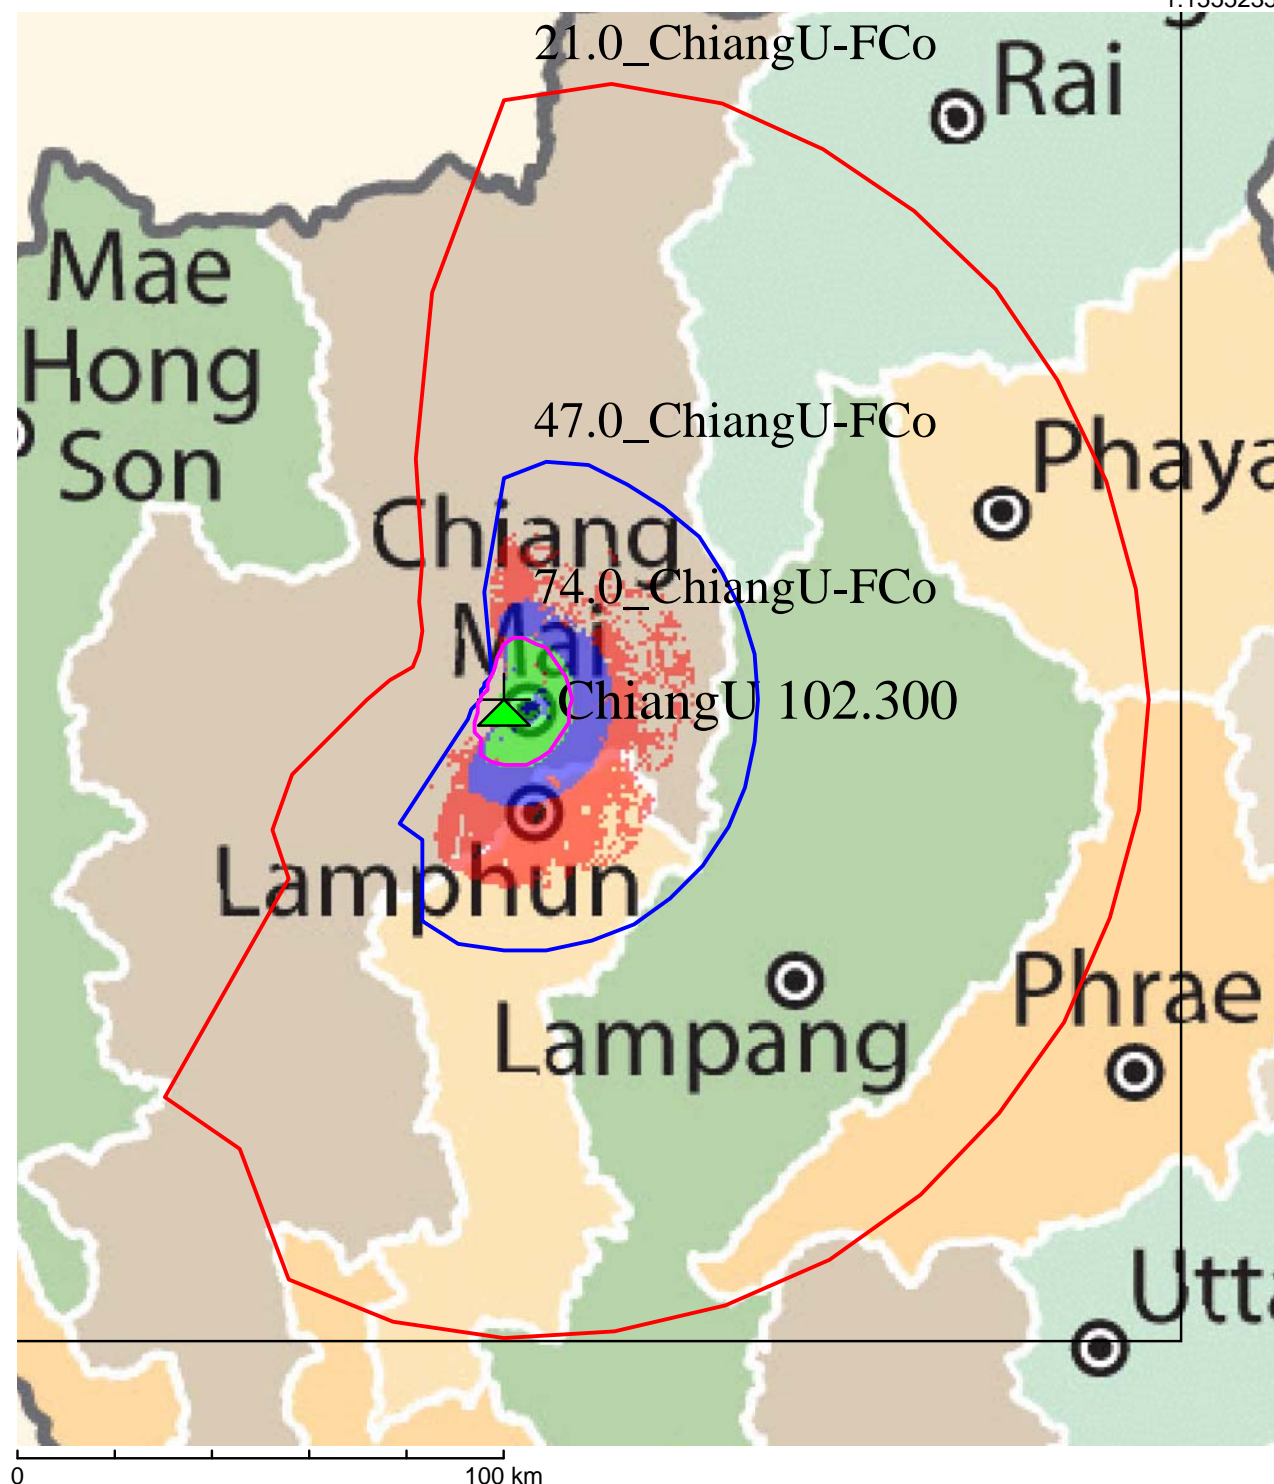 21.0_ChiangU-FCo
Rai
Mae
Hong
Son
47.0_ChiangU-FCo
Phaya
Chiang
74.0_ChiangU-FCo
Mai
ChiangU 102.300
Lamphun
Phrae
Lampang
Utt
0
100 km